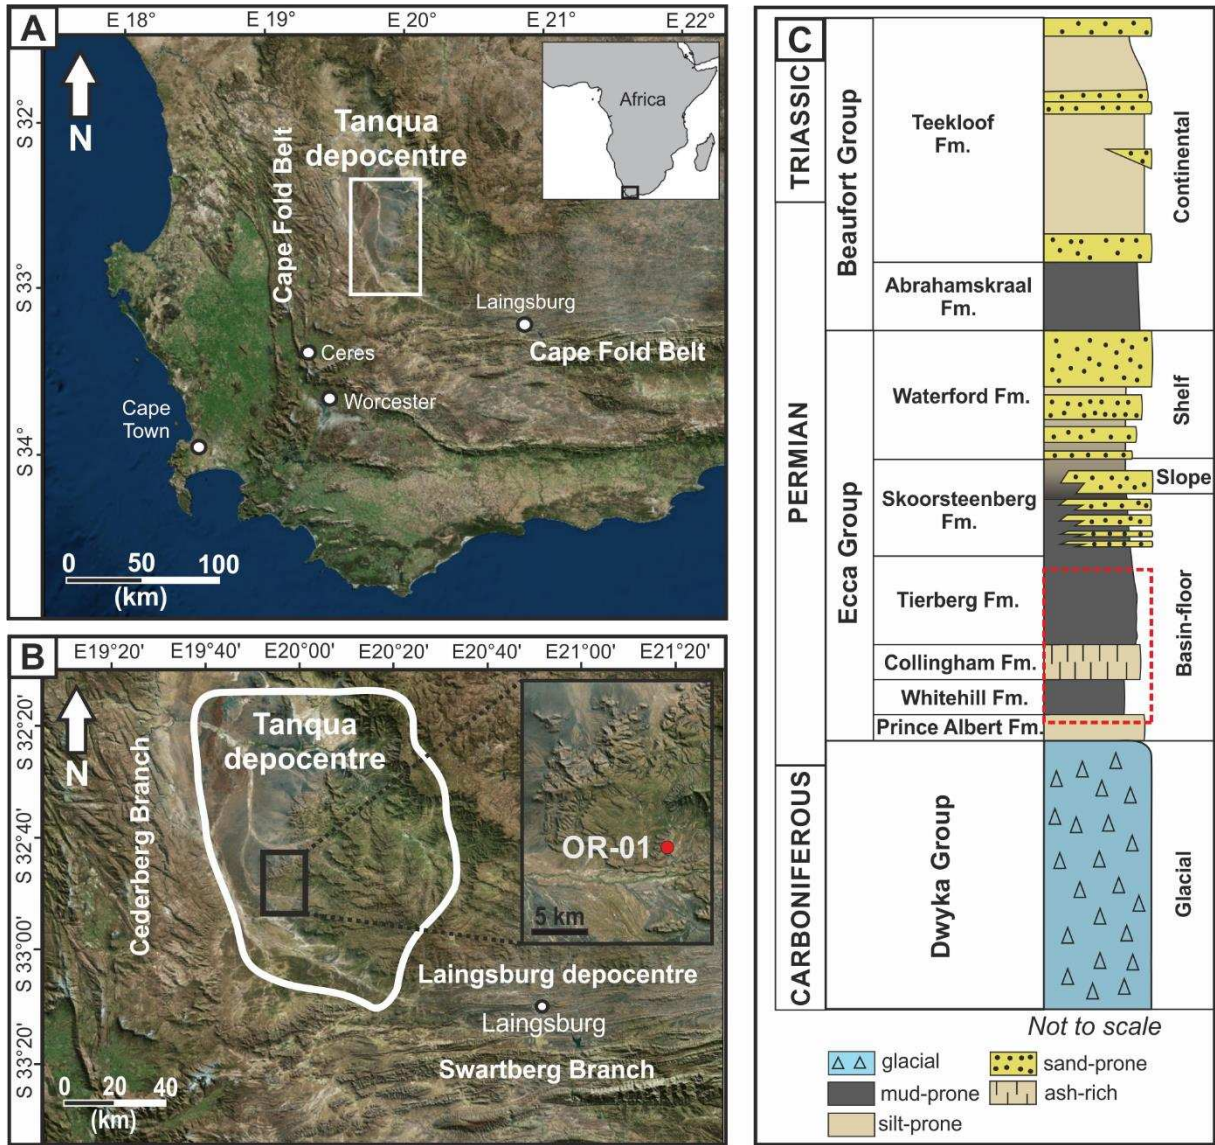 A
E 18°
E 19°
E 20°
E 21°
E 22°
S 32°
S 33°
S 34°
N
Cape Fold Belt
Tanqua
depocentre
Africa
Laingsburg
Cape Fold Belt
Ceres
Worcester
Cape
Town
0 50 100
(km)
B
E19°20'
E19°40'
E20°00'
E20°20'
E20°40'
E21°00'
E21°20'
S 32°20'
S 32°40'
S 33°00'
S 33°20'
N
Cederberg Branch
Tanqua
depocentre
OR-01
5 km
Laingsburg depocentre
Laingsburg
Swartberg Branch
0 20 40
(km)
C
TRIASSIC
PERMIAN
CARBONIFEROUS
Beaufort Group
Ecca Group
Dwyka Group
Teekloof
Fm.
Abrahamskraal
Fm.
Waterford Fm.
Skoorsteenberg
Fm.
Tierberg Fm.
Collingham Fm.
Whitehill Fm.
Prince Albert Fm.
Continental
Shelf
Slope
Basin-floor
Glacial
Not to scale
glacial
sand-prone
mud-prone
ash-rich
silt-prone